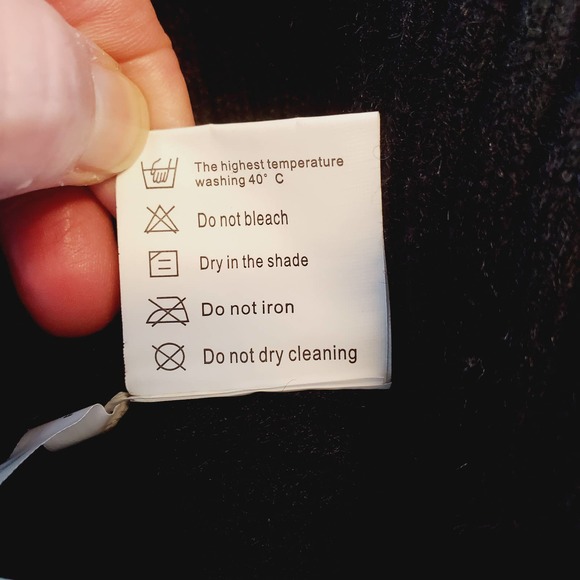 The highest temperature
washing 40° C
Do not bleach
Dry in the shade
Do not iron
Do not dry cleaning